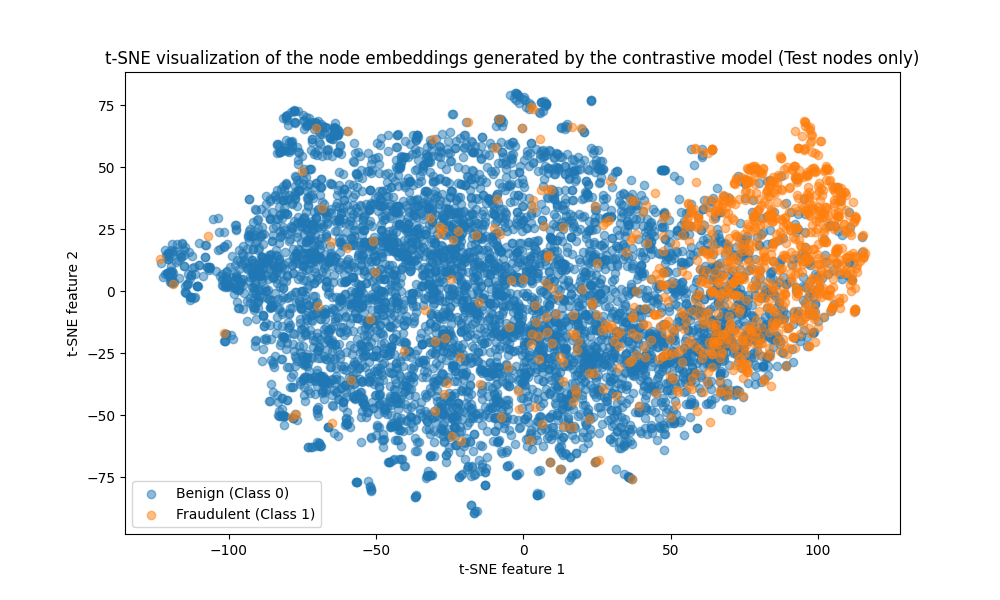 t-SNE visualization of the node embeddings generated by the contrastive model (Test nodes only)
75
50
25
0
−25
−50
−75
t-SNE feature 2
Benign (Class 0)
Fraudulent (Class 1)
−100
−50
0
50
100
t-SNE feature 1